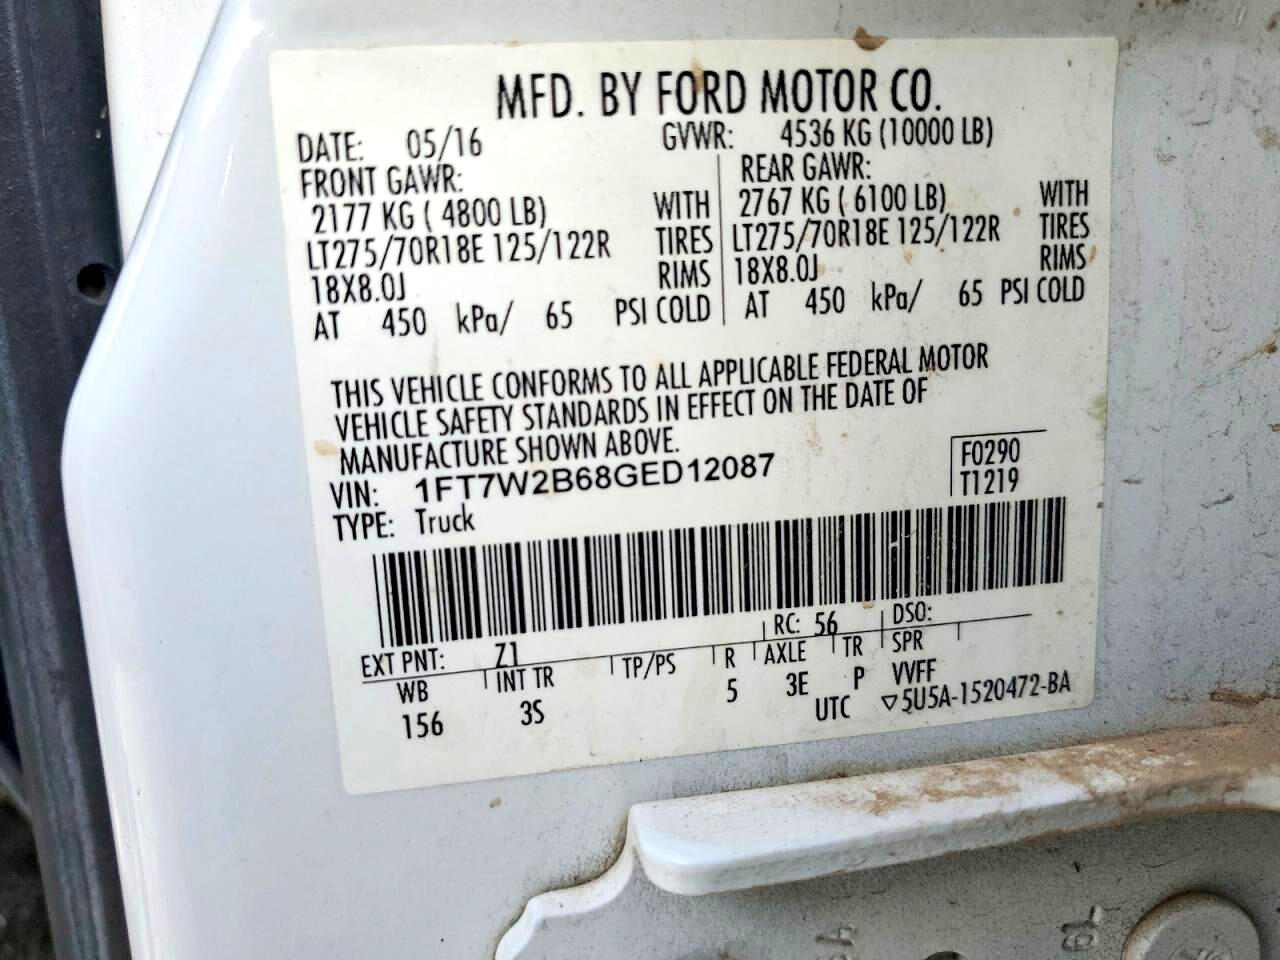 MFD. BY FORD MOTOR CO.
DATE: 05/16 GVWR: 4536 KG (10000 LB)
FRONT GAWR: REAR GAWR:
2177 KG ( 4800 LB) WITH 2767 KG ( 6100 LB) WITH
LT275/70R18E 125/122R TIRES LT275/70R18E 125/122R TIRES
18X8.0J RIMS 18X8.0J RIMS
AT 450 kPa/ 65 PSI COLD AT 450 kPa/ 65 PSI COLD
THIS VEHICLE CONFORMS TO ALL APPLICABLE FEDERAL MOTOR
VEHICLE SAFETY STANDARDS IN EFFECT ON THE DATE OF
MANUFACTURE SHOWN ABOVE.
VIN: 1FT7W2B68GED12087 F0290
TYPE: Truck T1219
EXT PNT: Z1 RC: 56 DSO:
WB INT TR TP/PS R AXLE TR SPR
156 3S 5 3E P VVFF
UTC ▽5U5A-1520472-BA